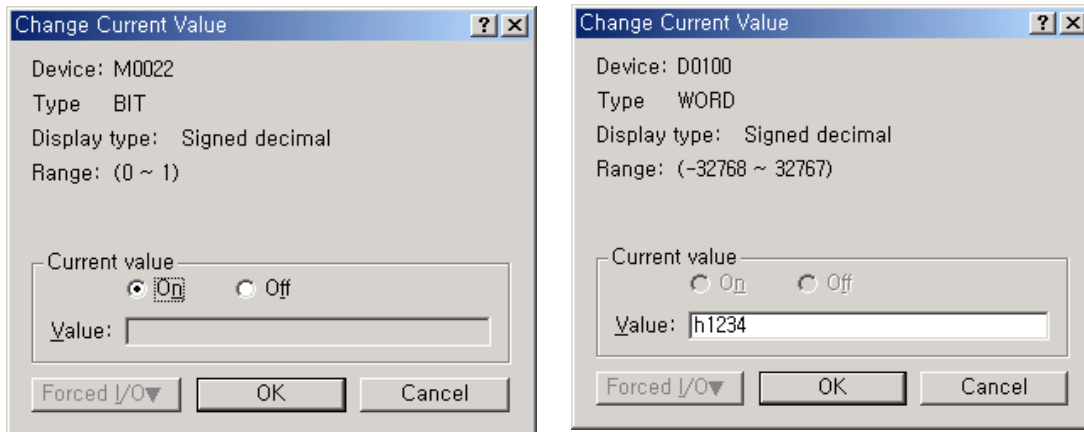 Change Current Value
Device: M0022
Type BIT
Display type: Signed decimal
Range: (0 ~ 1)
Current value
On Off
Value:
Forced I/O▼ OK Cancel
Change Current Value
Device: D0100
Type WORD
Display type: Signed decimal
Range: (-32768 ~ 32767)
Current value
On Off
Value: h1234
Forced I/O▼ OK Cancel